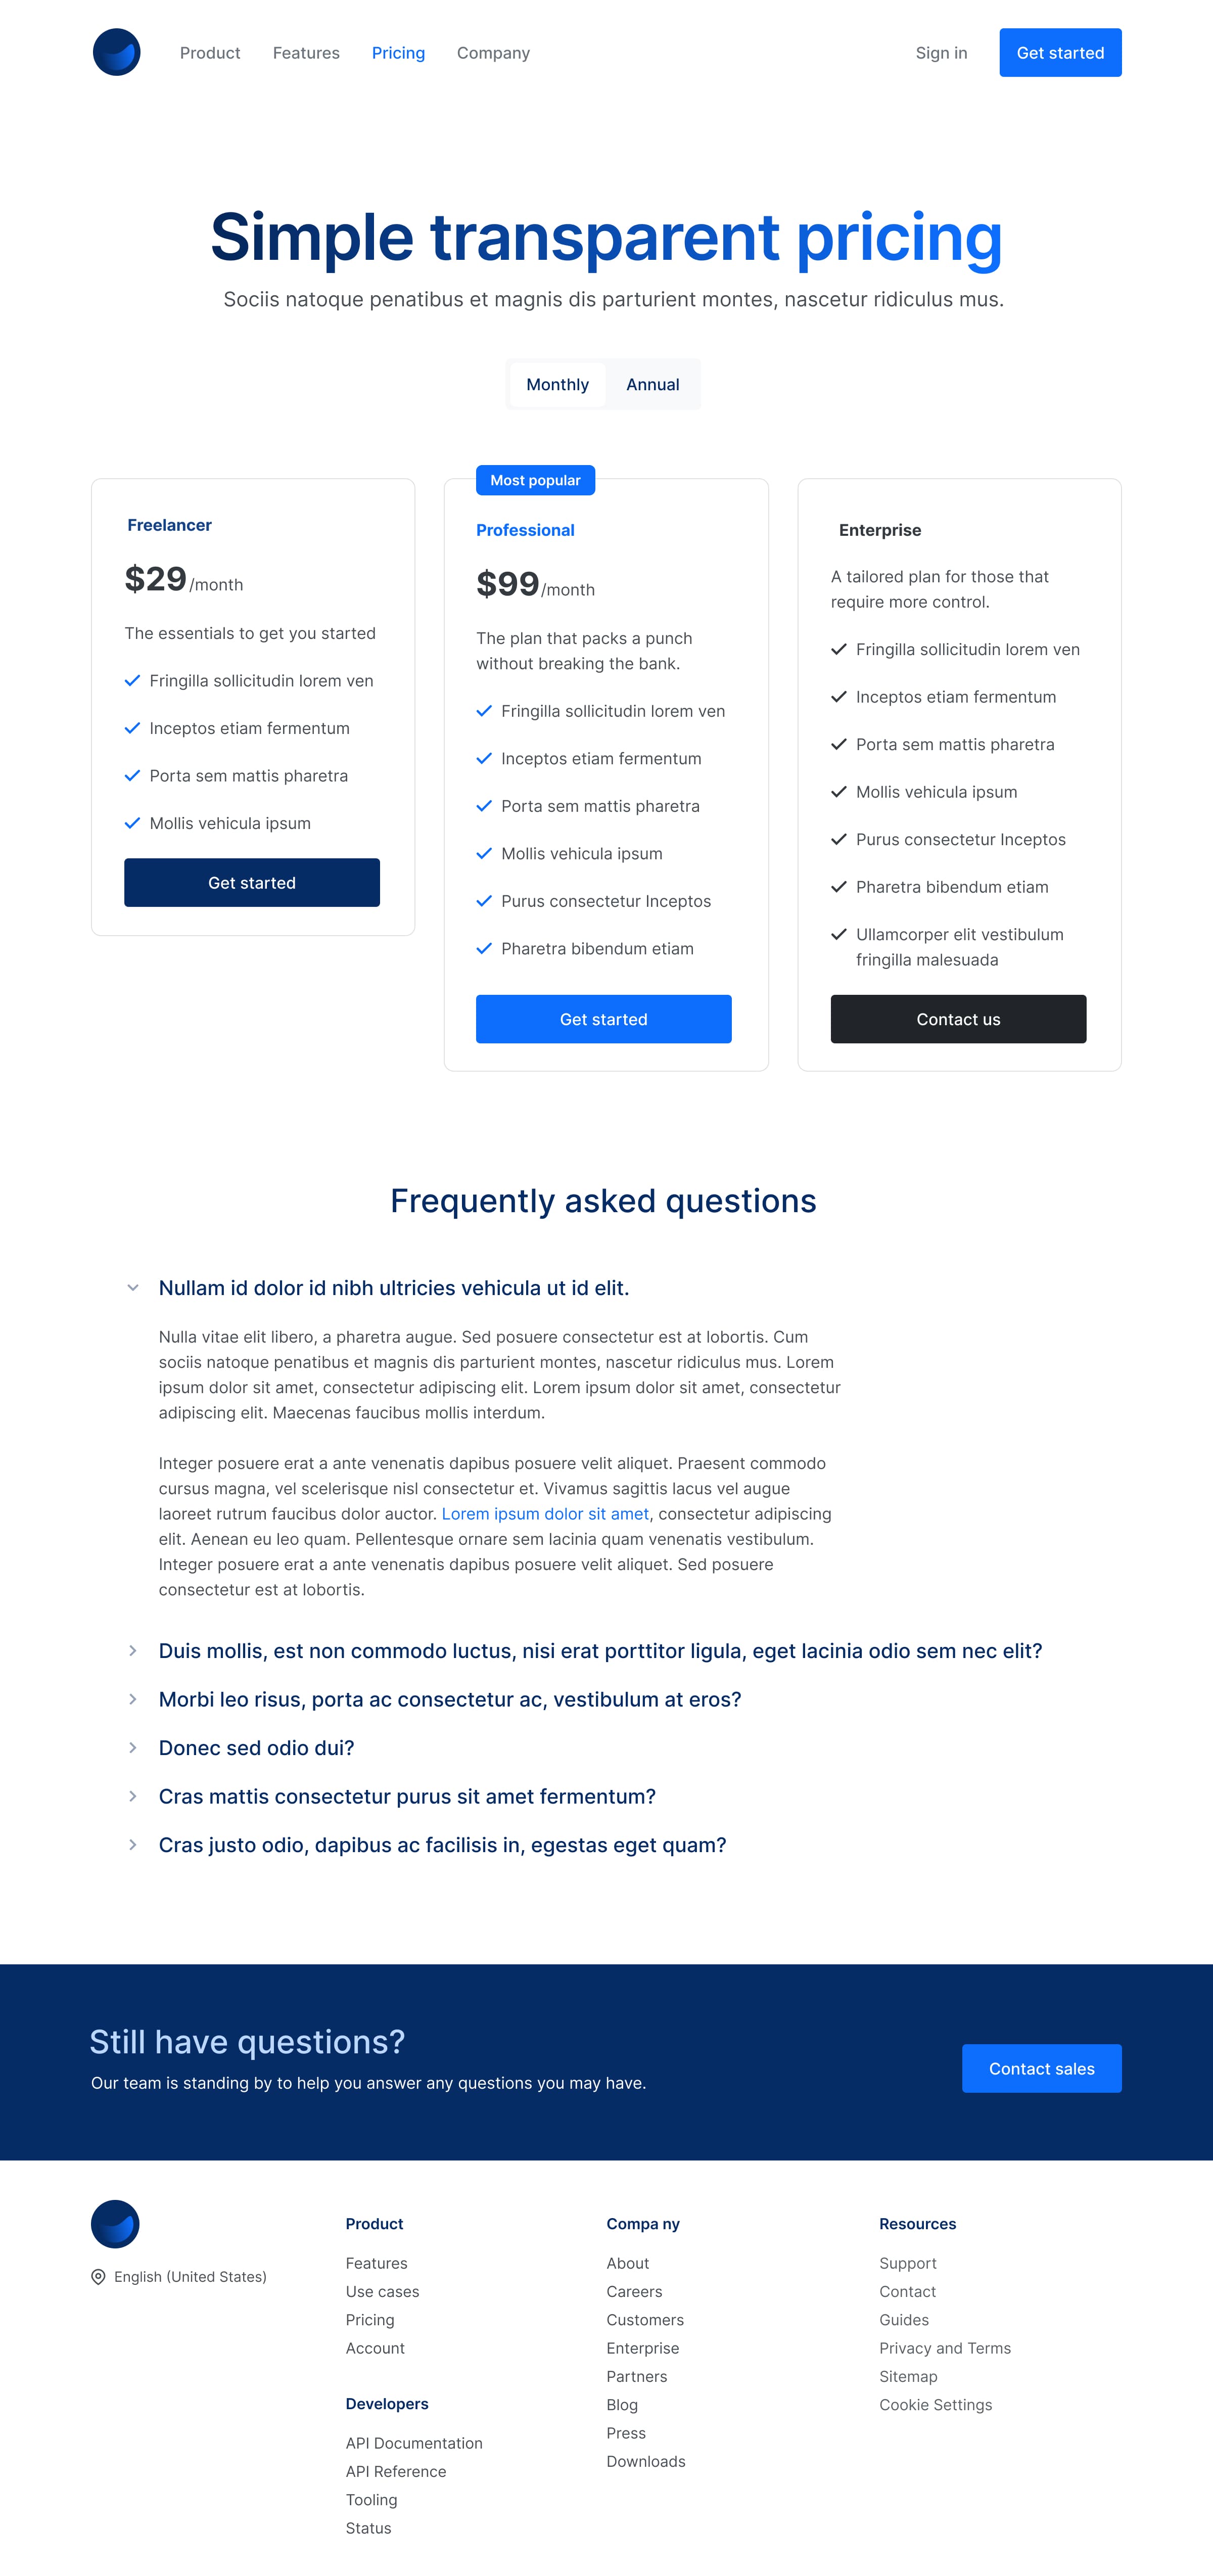 Product
Features
Pricing
Company
Sign in
Get started
Simple transparent pricing
Sociis natoque penatibus et magnis dis parturient montes, nascetur ridiculus mus.
Monthly
Annual
Freelancer
$29/month
The essentials to get you started
Fringilla sollicitudin lorem ven
Inceptos etiam fermentum
Porta sem mattis pharetra
Mollis vehicula ipsum
Get started
Most popular
Professional
$99/month
The plan that packs a punch
without breaking the bank.
Fringilla sollicitudin lorem ven
Inceptos etiam fermentum
Porta sem mattis pharetra
Mollis vehicula ipsum
Purus consectetur Inceptos
Pharetra bibendum etiam
Get started
Enterprise
A tailored plan for those that
require more control.
Fringilla sollicitudin lorem ven
Inceptos etiam fermentum
Porta sem mattis pharetra
Mollis vehicula ipsum
Purus consectetur Inceptos
Pharetra bibendum etiam
Ullamcorper elit vestibulum
fringilla malesuada
Contact us
Frequently asked questions
Nullam id dolor id nibh ultricies vehicula ut id elit.
Nulla vitae elit libero, a pharetra augue. Sed posuere consectetur est at lobortis. Cum
sociis natoque penatibus et magnis dis parturient montes, nascetur ridiculus mus. Lorem
ipsum dolor sit amet, consectetur adipiscing elit. Lorem ipsum dolor sit amet, consectetur
adipiscing elit. Maecenas faucibus mollis interdum.
Integer posuere erat a ante venenatis dapibus posuere velit aliquet. Praesent commodo
cursus magna, vel scelerisque nisl consectetur et. Vivamus sagittis lacus vel augue
laoreet rutrum faucibus dolor auctor. Lorem ipsum dolor sit amet, consectetur adipiscing
elit. Aenean eu leo quam. Pellentesque ornare sem lacinia quam venenatis vestibulum.
Integer posuere erat a ante venenatis dapibus posuere velit aliquet. Sed posuere
consectetur est at lobortis.
Duis mollis, est non commodo luctus, nisi erat porttitor ligula, eget lacinia odio sem nec elit?
Morbi leo risus, porta ac consectetur ac, vestibulum at eros?
Donec sed odio dui?
Cras mattis consectetur purus sit amet fermentum?
Cras justo odio, dapibus ac facilisis in, egestas eget quam?
Still have questions?
Our team is standing by to help you answer any questions you may have.
Contact sales
English (United States)
Product
Features
Use cases
Pricing
Account
Developers
API Documentation
API Reference
Tooling
Status
Compa ny
About
Careers
Customers
Enterprise
Partners
Blog
Press
Downloads
Resources
Support
Contact
Guides
Privacy and Terms
Sitemap
Cookie Settings